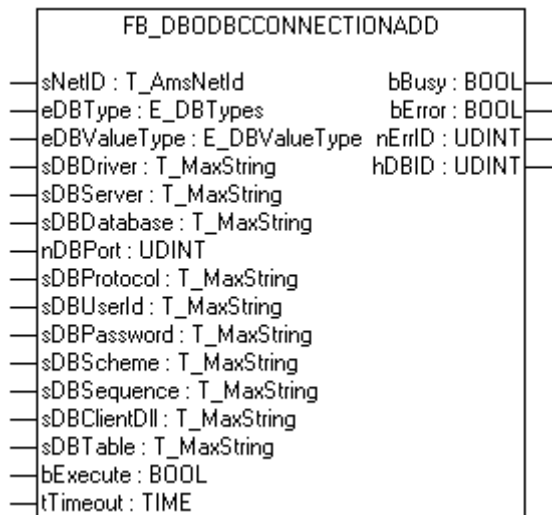 FB_DBODBCCONNECTIONADD
sNetID : T_AmsNetId bBusy : BOOL
eDBType : E_DBTypes bError : BOOL
eDBValueType : E_DBValueType nErrID : UDINT
sDBDriver : T_MaxString hDBID : UDINT
sDBServer : T_MaxString
sDBDatabase : T_MaxString
nDBPort : UDINT
sDBProtocol : T_MaxString
sDBUserId : T_MaxString
sDBPassword : T_MaxString
sDBScheme : T_MaxString
sDBSequence : T_MaxString
sDBClientDll : T_MaxString
sDBTable : T_MaxString
bExecute : BOOL
tTimeout : TIME